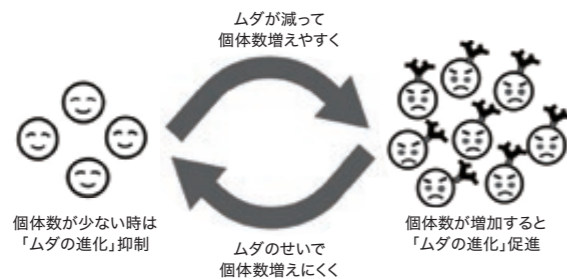 ムダが減って
個体数増えやすく
個体数が少ない時は
「ムダの進化」抑制
個体数が増加すると
「ムダの進化」促進
ムダのせいで
個体数増えにくく